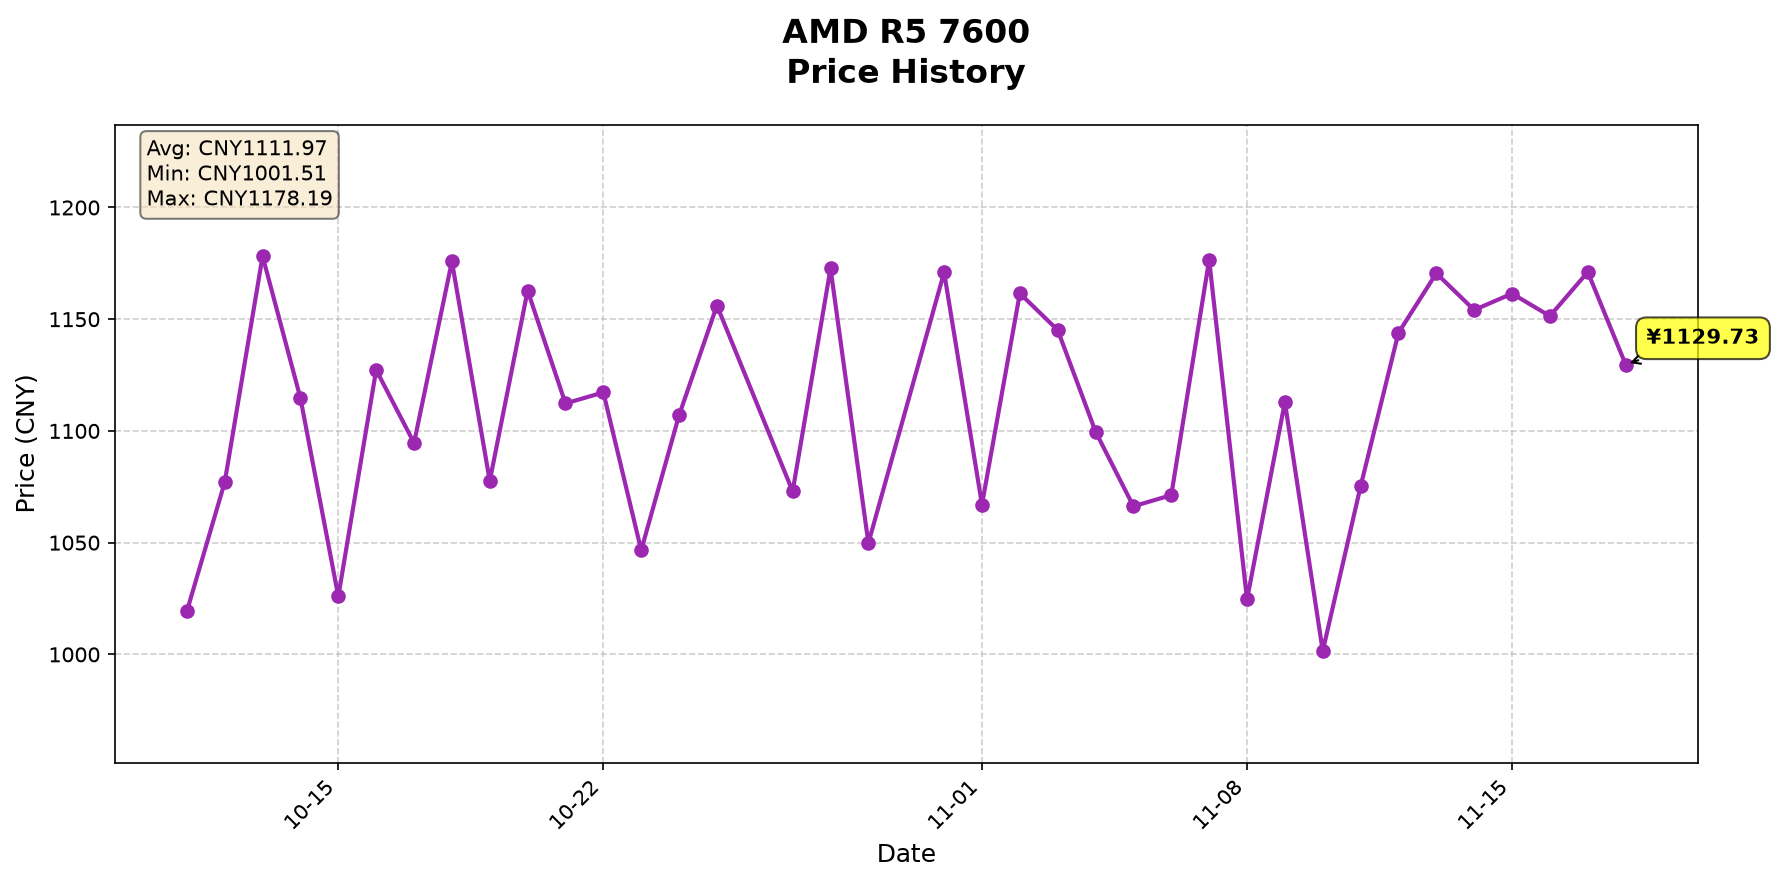 AMD R5 7600
Price History
Avg: CNY1111.97
Min: CNY1001.51
Max: CNY1178.19
¥1129.73
Price (CNY)
1200
1150
1100
1050
1000
10-15
10-22
11-01
11-08
11-15
Date